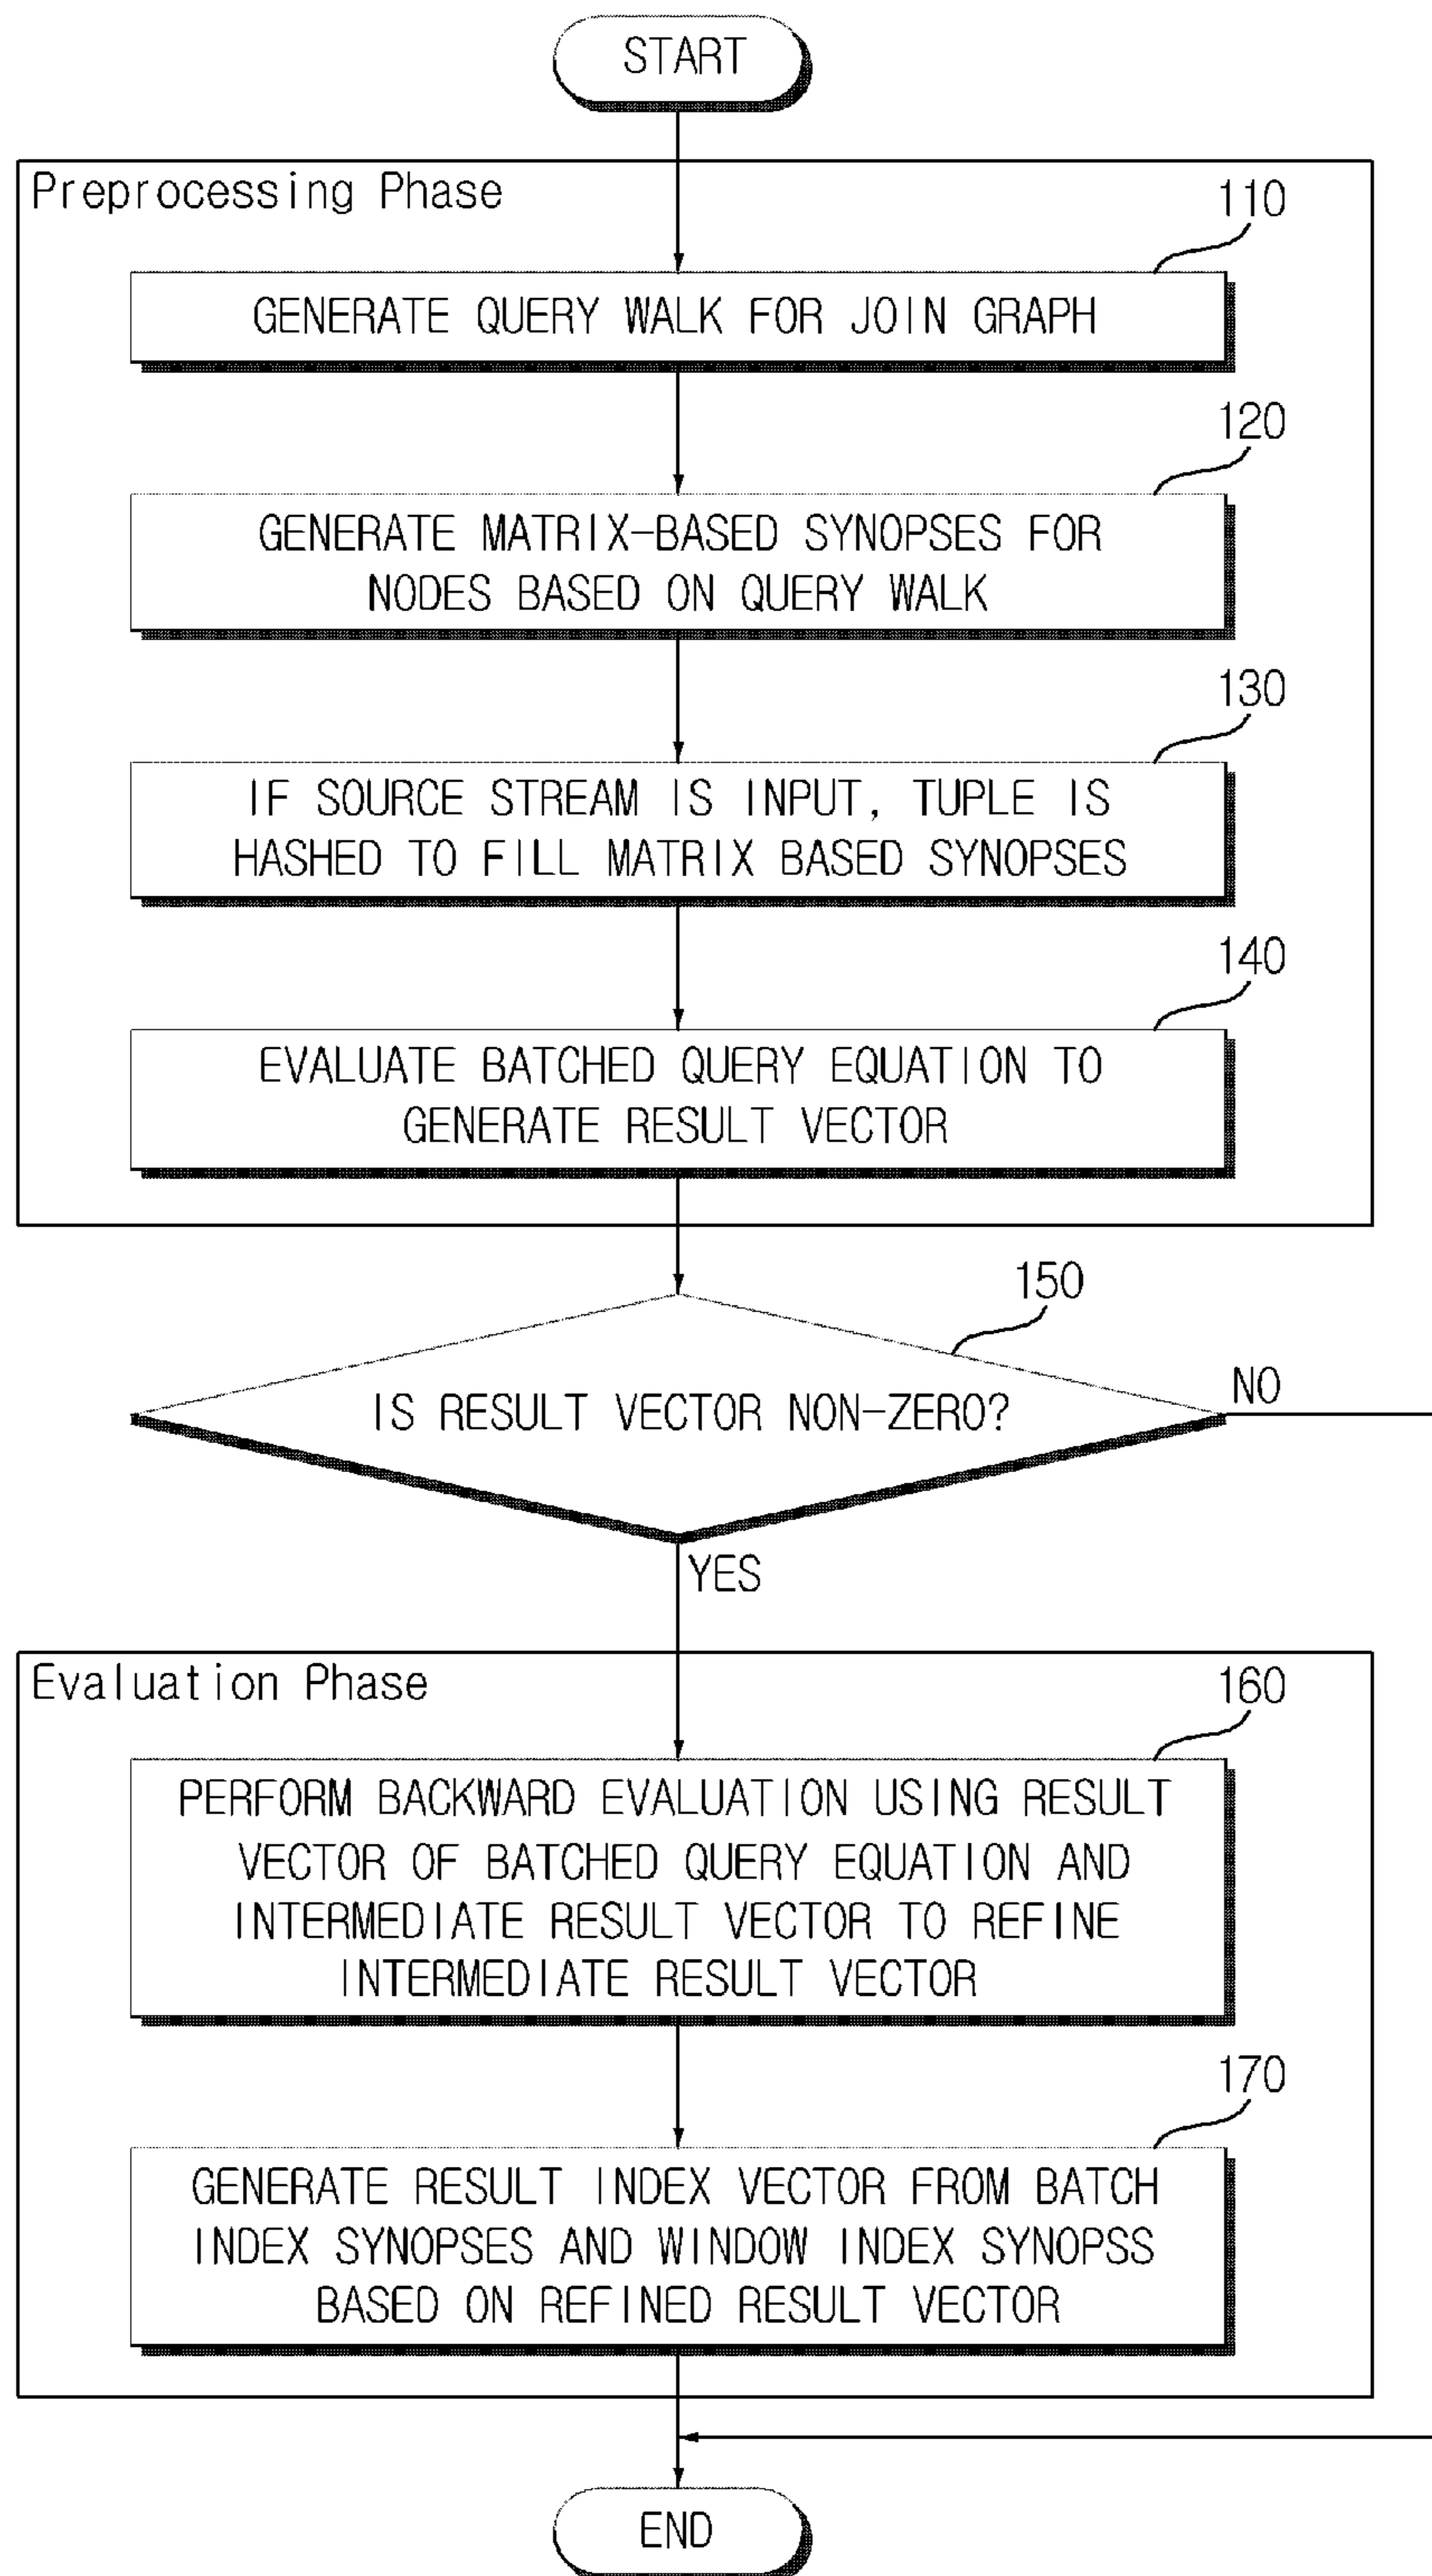 START
Preprocessing Phase
110
GENERATE QUERY WALK FOR JOIN GRAPH
120
GENERATE MATRIX-BASED SYNOPSES FOR
NODES BASED ON QUERY WALK
130
IF SOURCE STREAM IS INPUT, TUPLE IS
HASHED TO FILL MATRIX BASED SYNOPSES
140
EVALUATE BATCHED QUERY EQUATION TO
GENERATE RESULT VECTOR
150
IS RESULT VECTOR NON-ZERO?
NO
YES
Evaluation Phase
160
PERFORM BACKWARD EVALUATION USING RESULT
VECTOR OF BATCHED QUERY EQUATION AND
INTERMEDIATE RESULT VECTOR TO REFINE
INTERMEDIATE RESULT VECTOR
170
GENERATE RESULT INDEX VECTOR FROM BATCH
INDEX SYNOPSES AND WINDOW INDEX SYNOPSS
BASED ON REFINED RESULT VECTOR
END